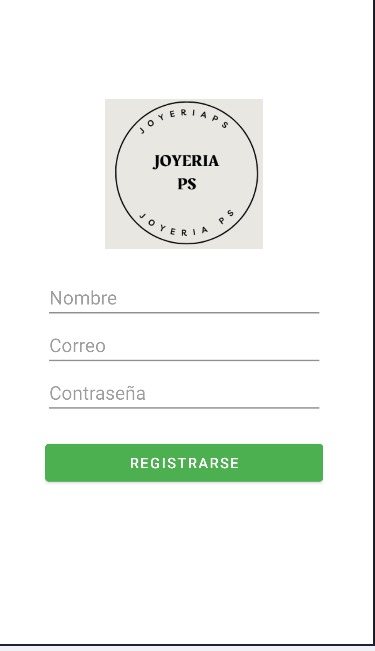 JOYERIAPS
JOYERIA
PS
JOYERIA PS
Nombre
Correo
Contraseña
REGISTRARSE